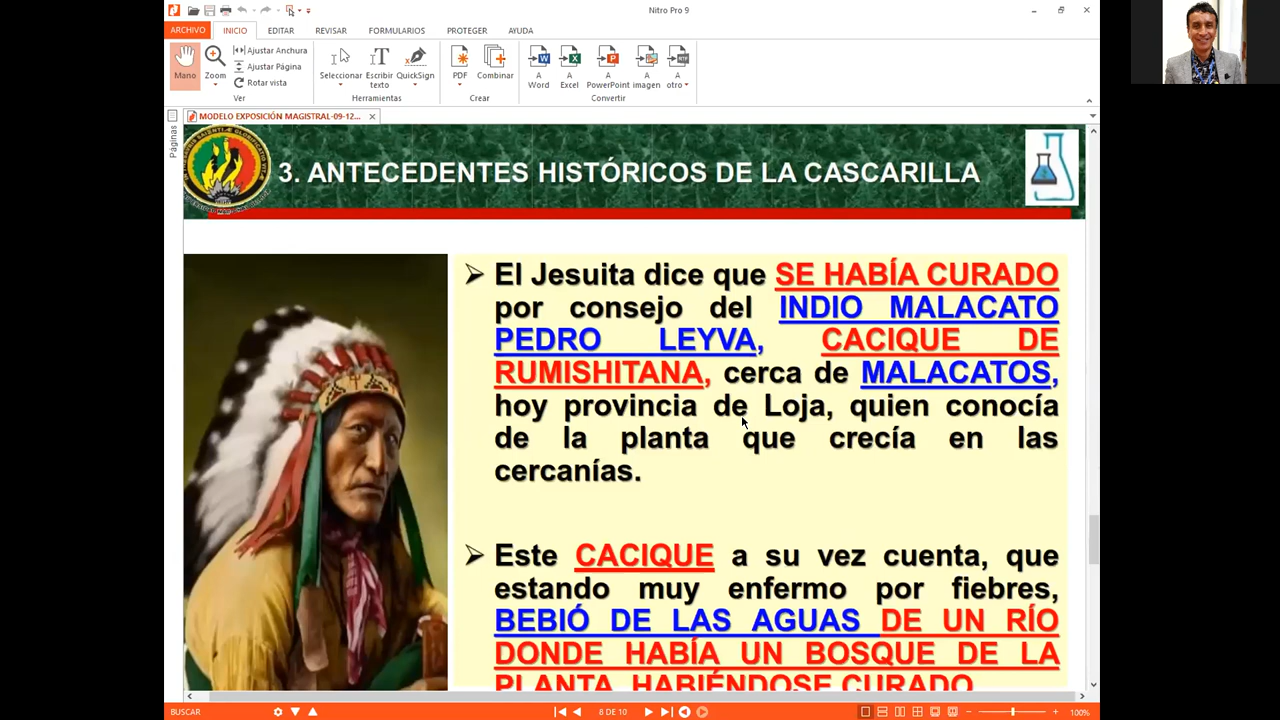 Nitro Pro 9
ARCHIVO INICIO EDITAR REVISAR FORMULARIOS PROTEGER AYUDA
Mano
Zoom
Ajustar Anchura
Ajustar Página
Rotar vista
Ver
Seleccionar
Escribir texto
QuickSign
Herramientas
PDF
Combinar
Crear
A Word
A Excel
A PowerPoint
A imagen
A otro
Convertir
MODELO EXPOSICIÓN MAGISTRAL-09-12...
Páginas
3. ANTECEDENTES HISTÓRICOS DE LA CASCARILLA
➢ El Jesuita dice que SE HABÍA CURADO
por consejo del INDIO MALACATO
PEDRO LEYVA, CACIQUE DE
RUMISHITANA, cerca de MALACATOS,
hoy provincia de Loja, quien conocía
de la planta que crecía en las
cercanías.
➢ Este CACIQUE a su vez cuenta, que
estando muy enfermo por fiebres,
BEBIÓ DE LAS AGUAS DE UN RÍO
DONDE HABÍA UN BOSQUE DE LA
PLANTA, HABIÉNDOSE CURADO
BUSCAR
8 DE 10
100%